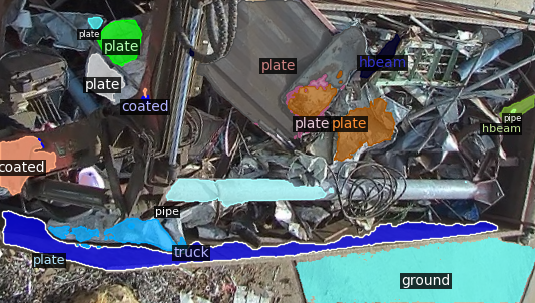 plate
plate
plate
hbeam
plate
coated
pipe
hbeam
plate plate
coated
pipe
truck
plate
ground